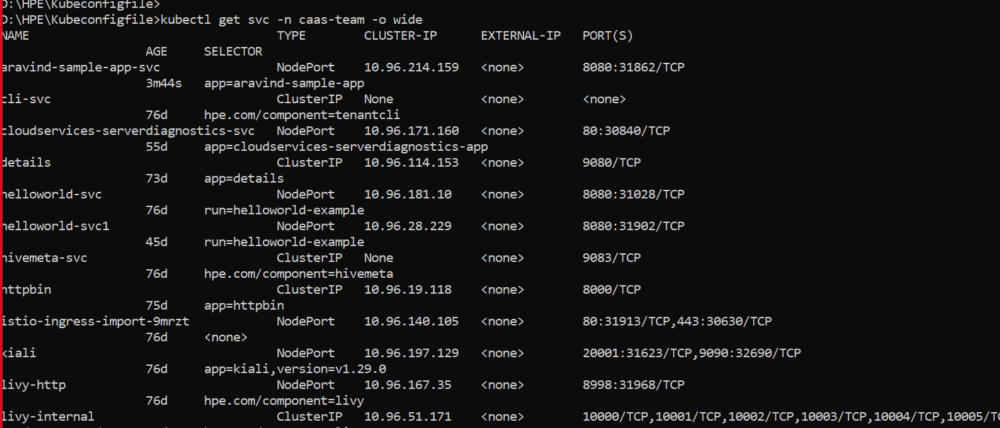 D:\HPE\Kubeconfigfile>
D:\HPE\Kubeconfigfile>kubectl get svc -n caas-team -o wide
NAME TYPE CLUSTER-IP EXTERNAL-IP PORT(S)
AGE SELECTOR
aravind-sample-app-svc NodePort 10.96.214.159 <none> 8080:31862/TCP
3m44s app=aravind-sample-app
cli-svc ClusterIP None <none> <none>
76d hpe.com/component=tenantcli
cloudservices-serverdiagnostics-svc NodePort 10.96.171.160 <none> 80:30840/TCP
55d app=cloudservices-serverdiagnostics-app
details ClusterIP 10.96.114.153 <none> 9080/TCP
73d app=details
helloworld-svc NodePort 10.96.181.10 <none> 8080:31028/TCP
76d run=helloworld-example
helloworld-svc1 NodePort 10.96.28.229 <none> 8080:31902/TCP
45d run=helloworld-example
hivemeta-svc ClusterIP None <none> 9083/TCP
76d hpe.com/component=hivemeta
httpbin ClusterIP 10.96.19.118 <none> 8000/TCP
75d app=httpbin
istio-ingress-import-9mrzt NodePort 10.96.140.105 <none> 80:31913/TCP,443:30630/TCP
76d <none>
kiali NodePort 10.96.197.129 <none> 20001:31623/TCP,9090:32690/TCP
76d app=kiali,version=v1.29.0
livy-http NodePort 10.96.167.35 <none> 8998:31968/TCP
76d hpe.com/component=livy
livy-internal ClusterIP 10.96.51.171 <none> 10000/TCP,10001/TCP,10002/TCP,10003/TCP,10004/TCP,10005/TC